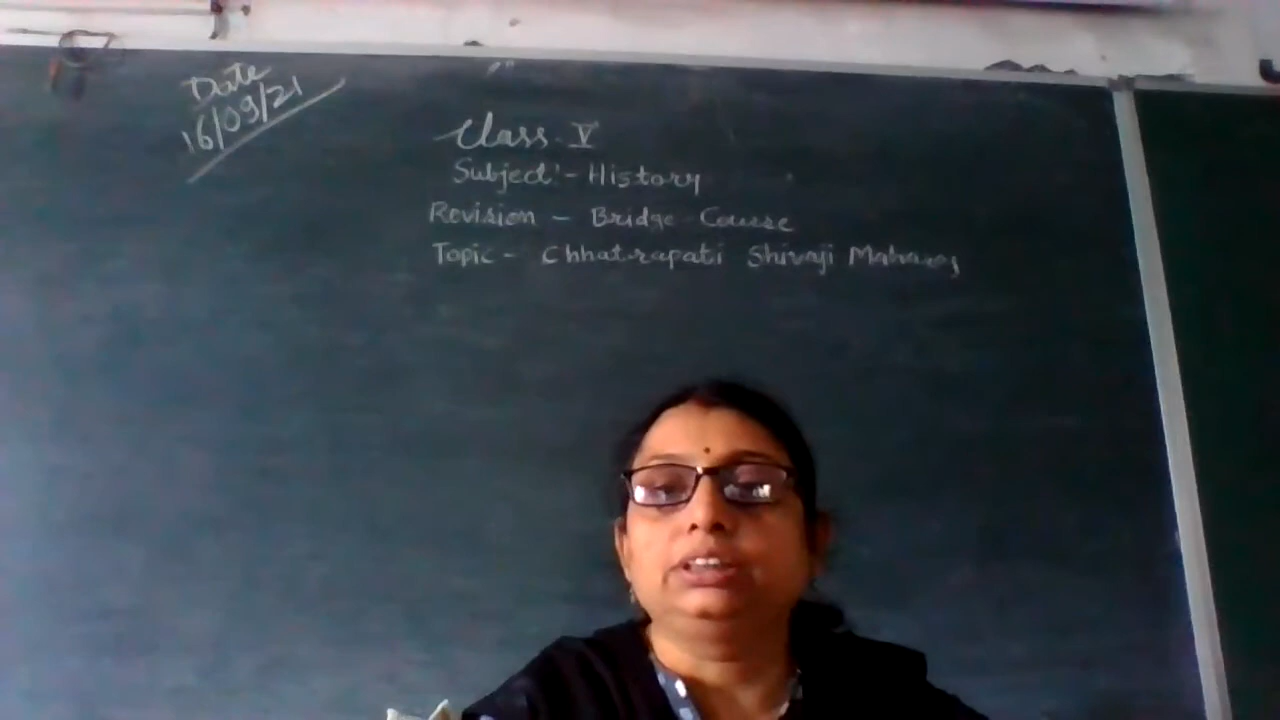 Date
16/09/21
Class-V
Subject:- History
Revision - Bridge Course
Topic - Chhatrapati Shivaji Maharaj